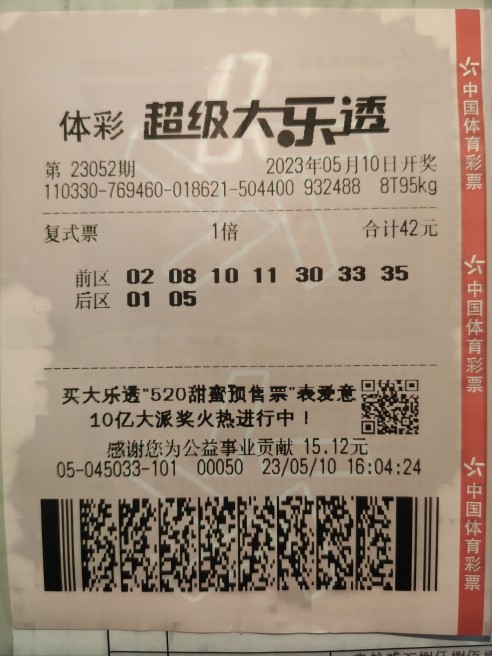 体彩 超级大乐透
第 23052期 2023年05月10日开奖
110330-769460-018621-504400 932488 8T95kg
复式票 1倍 合计42元
前区 02 08 10 11 30 33 35
后区 01 05
买大乐透“520甜蜜预售票”表爱意
10亿大派奖火热进行中！
感谢您为公益事业贡献 15.12元
05-045033-101 00050 23/05/10 16:04:24
中国体育彩票
中国体育彩票
中国体育彩票